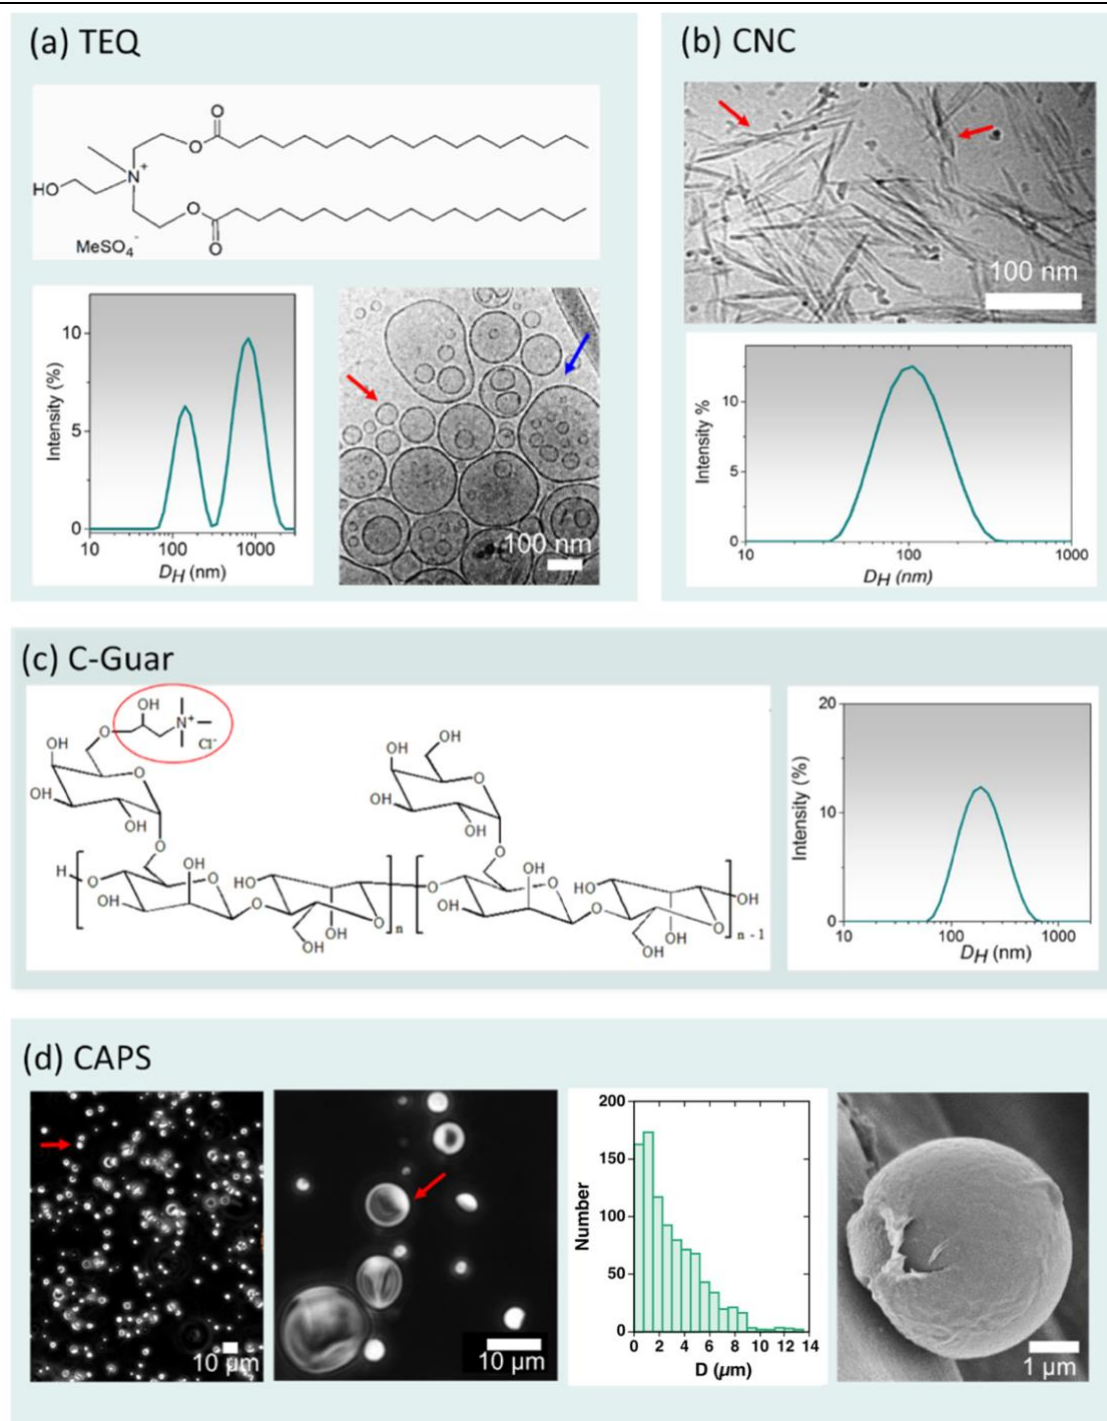 (a) TEQ
O
O
N+
HO
O
O
MeSO4-
10
5
0
Intensity (%)
10 100 1000
DH (nm)
100 nm
(b) CNC
100 nm
10
5
0
Intensity %
10 100 1000
DH (nm)
(c) C-Guar
OH
O
N+
Cl-
OH
O
OH
OH
O
H
O
OH
O
OH
HO
O
O
OH
OH
n
OH
OH
O
OH
OH
O
O
OH
O
OH
HO
O
O
OH
OH
OH
n - 1
20
10
0
Intensity (%)
10 100 1000
DH (nm)
(d) CAPS
10 µm
10 µm
200
150
100
50
0
Number
0 2 4 6 8 10 12 14
D (µm)
1 µm